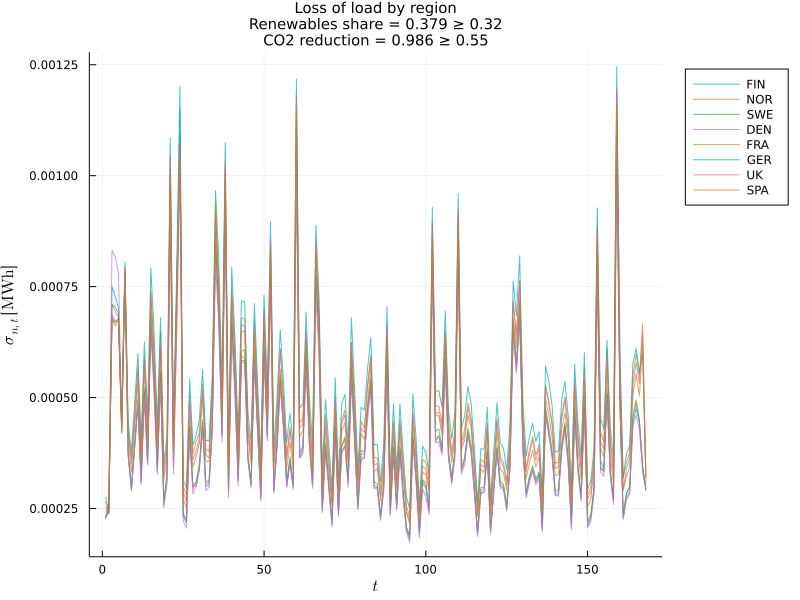 Loss of load by region
Renewables share = 0.379 ≥ 0.32
CO2 reduction = 0.986 ≥ 0.55
0.00125
0.00100
0.00075
0.00050
0.00025
σn, t [MWh]
0
50
100
150
t
FIN
NOR
SWE
DEN
FRA
GER
UK
SPA